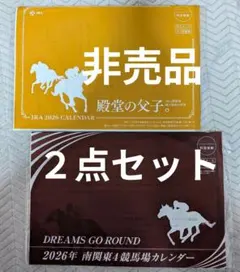 非売品
殿堂の父子。
JRA 2026 CALENDAR
２点セット
DREAMS GO ROUND
2026年 南関東4競馬場カレンダー